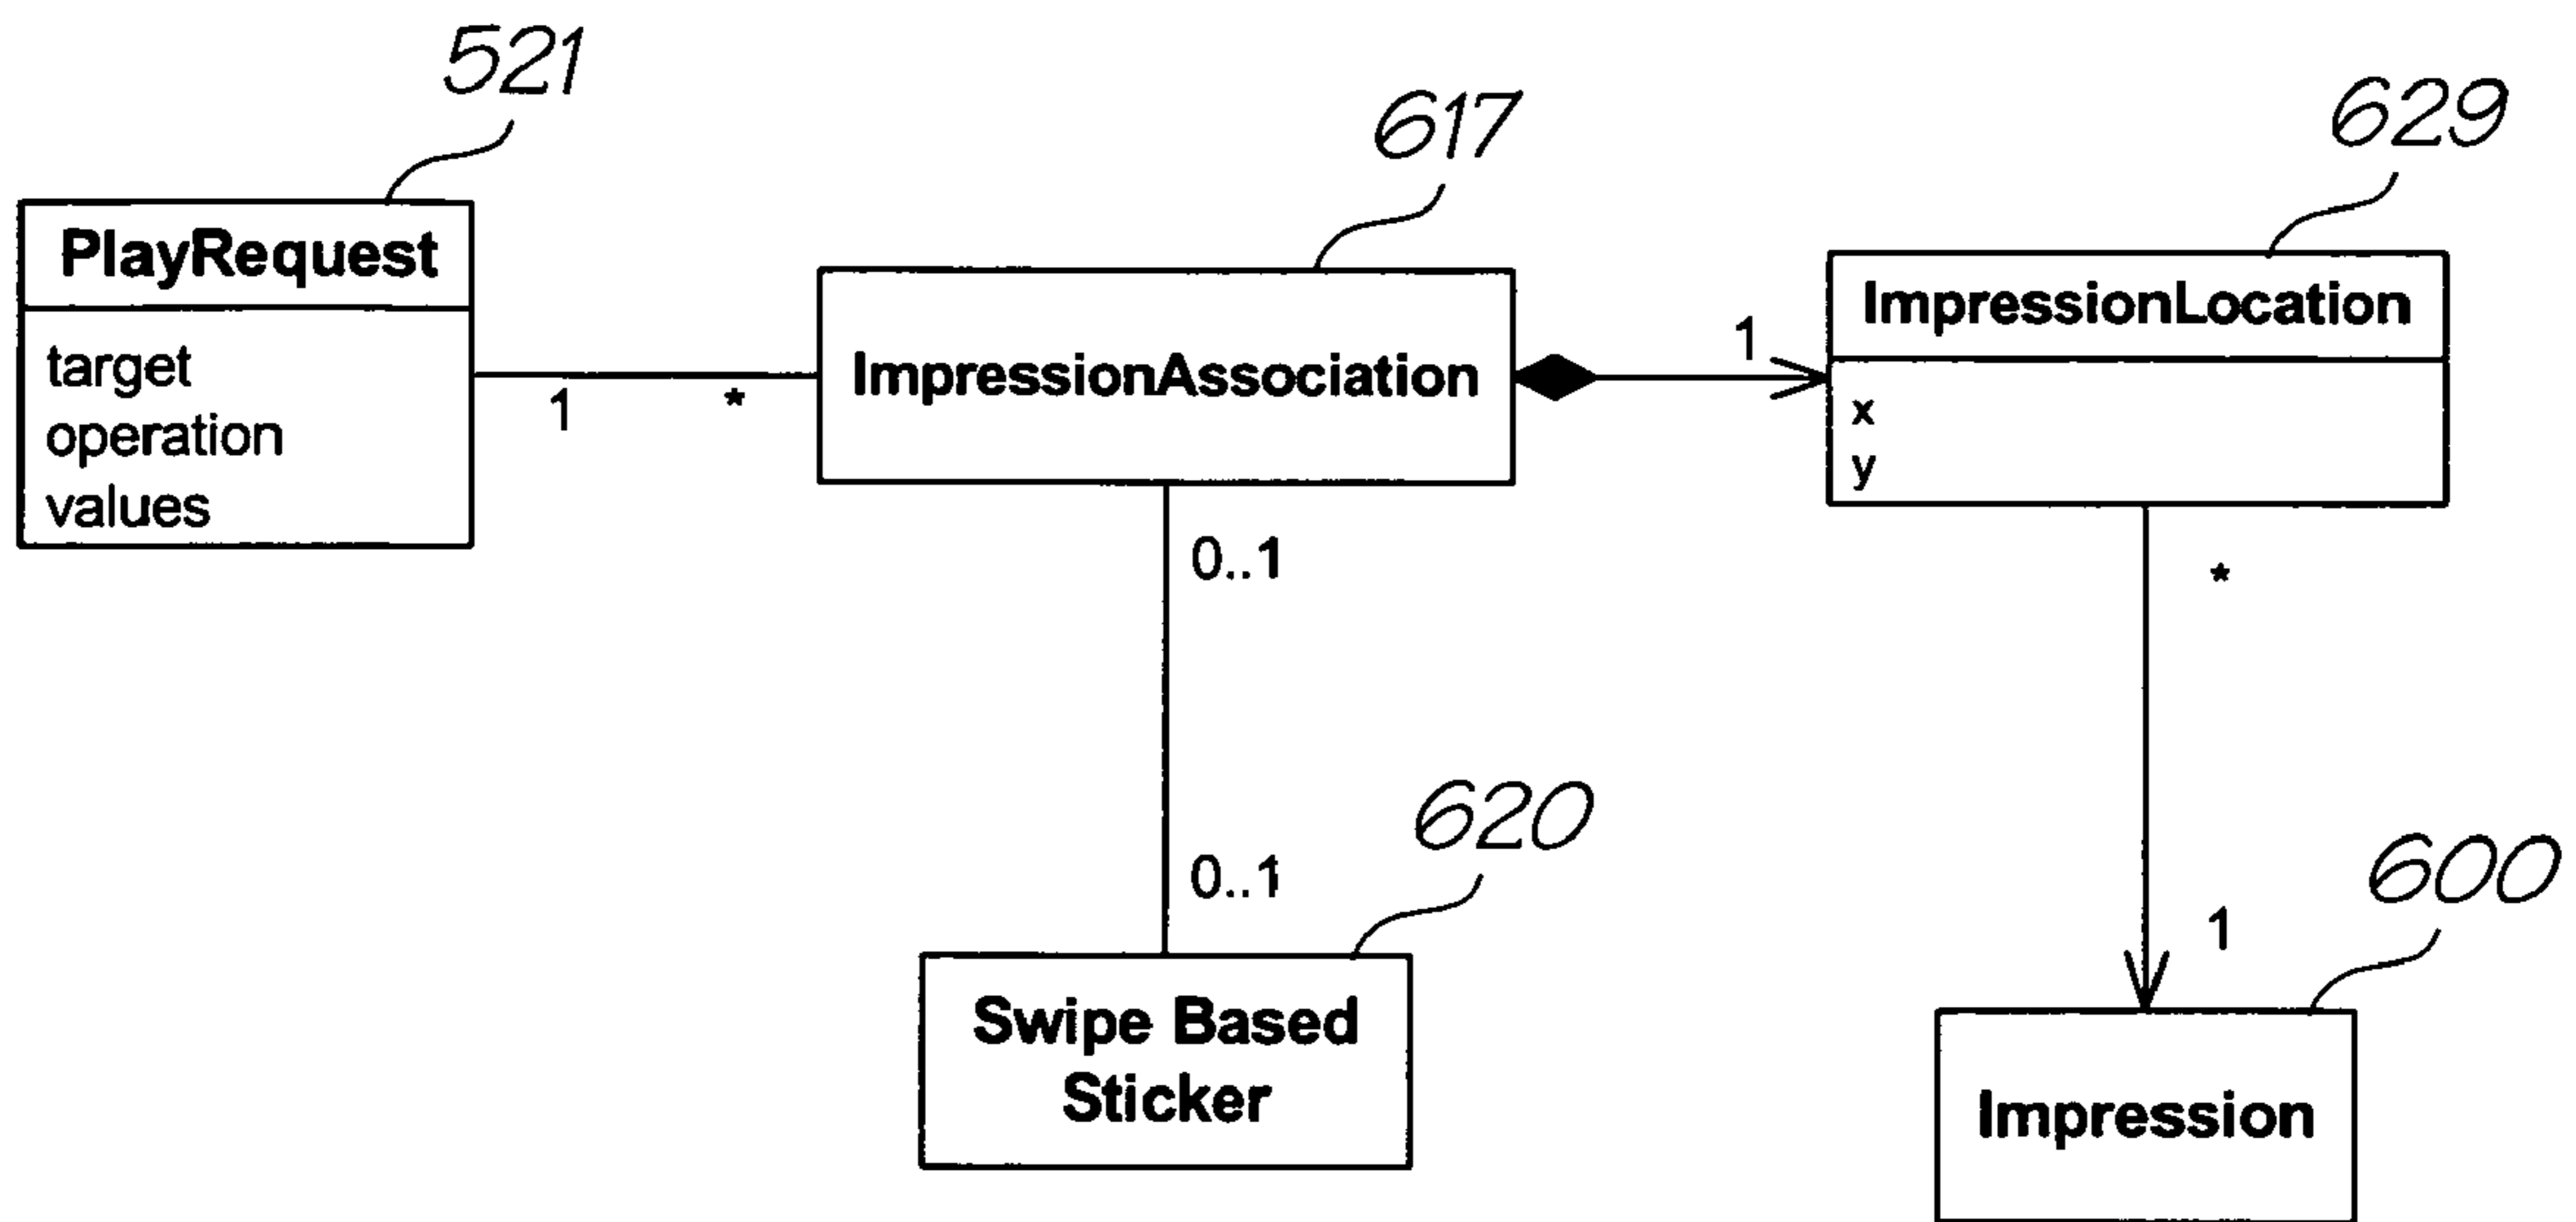 521
617
629
PlayRequest
target
operation
values
1
*
ImpressionAssociation
1
ImpressionLocation
x
y
0..1
*
0..1
620
Swipe Based
Sticker
1
600
Impression